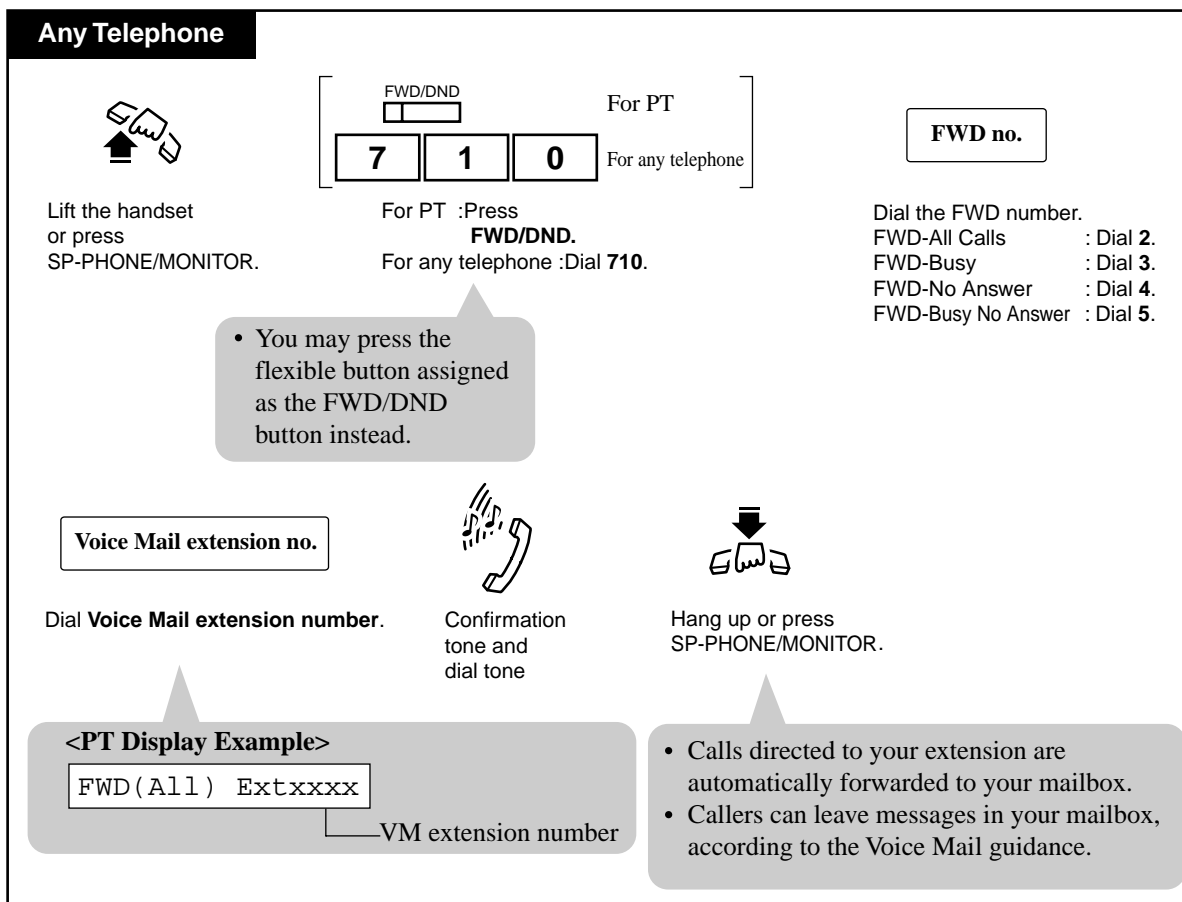 Any Telephone
FWD/DND
For PT
7 1 0 For any telephone
FWD no.
Lift the handset
or press
SP-PHONE/MONITOR.
For PT :Press
FWD/DND.
For any telephone :Dial 710.
Dial the FWD number.
FWD-All Calls : Dial 2.
FWD-Busy : Dial 3.
FWD-No Answer : Dial 4.
FWD-Busy No Answer : Dial 5.
• You may press the
flexible button assigned
as the FWD/DND
button instead.
Voice Mail extension no.
Dial Voice Mail extension number.
Confirmation
tone and
dial tone
Hang up or press
SP-PHONE/MONITOR.
<PT Display Example>
FWD(All) Extxxxx
VM extension number
• Calls directed to your extension are
automatically forwarded to your mailbox.
• Callers can leave messages in your mailbox,
according to the Voice Mail guidance.